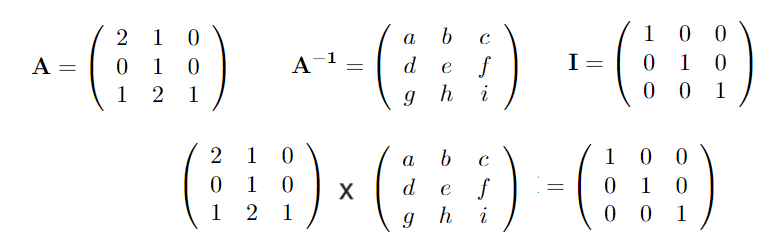 A = ( 2 1 0 A⁻¹ = ( a b c I = ( 1 0 0
0 1 0 d e f 0 1 0
1 2 1 ) g h i ) 0 0 1 )
( 2 1 0 x ( a b c = ( 1 0 0
0 1 0 d e f 0 1 0
1 2 1 ) g h i ) 0 0 1 )